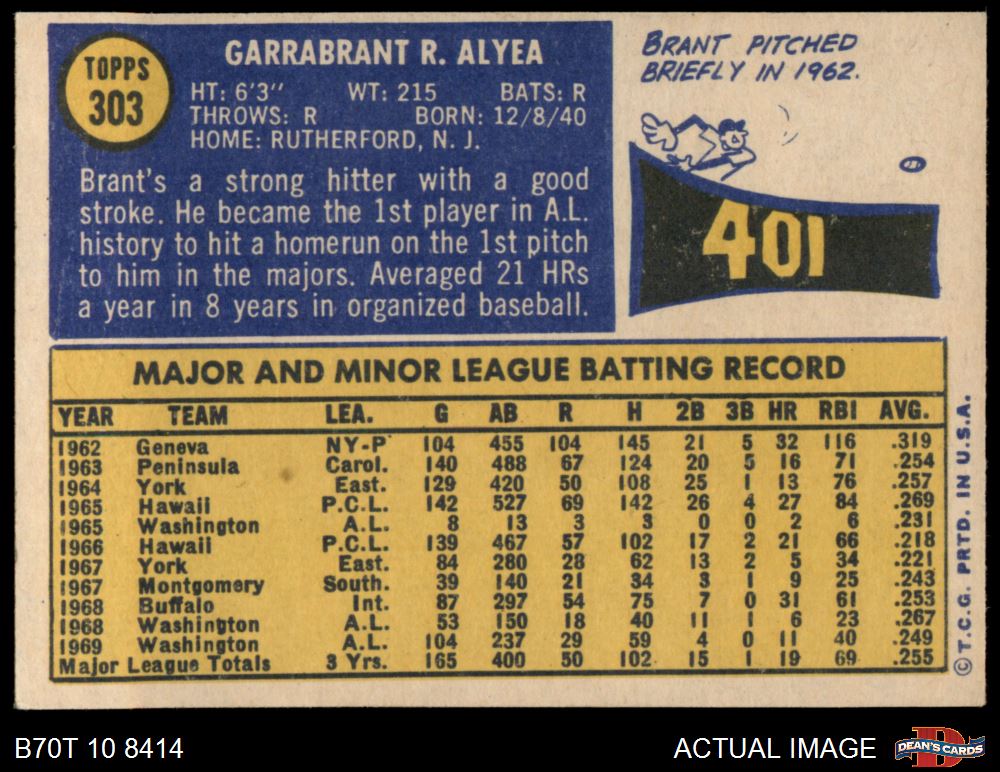 TOPPS
303
GARRABRANT R. ALYEA
HT: 6'3" WT: 215 BATS: R
THROWS: R BORN: 12/8/40
HOME: RUTHERFORD, N. J.
Brant's a strong hitter with a good
stroke. He became the 1st player in A.L.
history to hit a homerun on the 1st pitch
to him in the majors. Averaged 21 HRs
a year in 8 years in organized baseball.
BRANT PITCHED
BRIEFLY IN 1962.
401
MAJOR AND MINOR LEAGUE BATTING RECORD
YEAR TEAM LEA. G AB R H 2B 3B HR RBI AVG.
1962 Geneva NY-P 104 455 104 145 21 5 32 116 .319
1963 Peninsula Carol. 140 488 67 124 20 5 16 71 .254
1964 York East. 129 420 50 108 25 1 13 76 .257
1965 Hawaii P.C.L. 142 527 69 142 26 4 27 84 .269
1965 Washington A.L. 8 13 3 3 0 0 2 6 .231
1966 Hawaii P.C.L. 139 467 57 102 17 2 21 66 .218
1967 York East. 84 280 28 62 13 2 5 34 .221
1967 Montgomery South. 39 140 21 34 3 1 9 25 .243
1968 Buffalo Int. 87 297 54 75 7 0 31 61 .253
1968 Washington A.L. 53 150 18 40 11 1 6 23 .267
1969 Washington A.L. 104 237 29 59 4 0 11 40 .249
Major League Totals 3 Yrs. 165 400 50 102 15 1 19 69 .255
© T.C.G. PRTD. IN U.S.A.
B70T 10 8414
ACTUAL IMAGE
DEAN'S CARDS